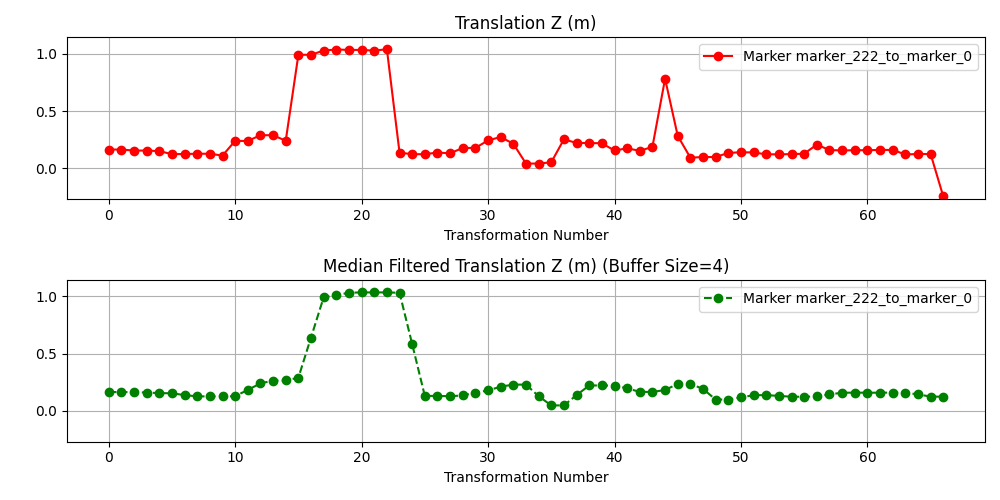 Translation Z (m)
Marker marker_222_to_marker_0
1.0
0.5
0.0
0 10 20 30 40 50 60
Transformation Number
Median Filtered Translation Z (m) (Buffer Size=4)
Marker marker_222_to_marker_0
1.0
0.5
0.0
0 10 20 30 40 50 60
Transformation Number